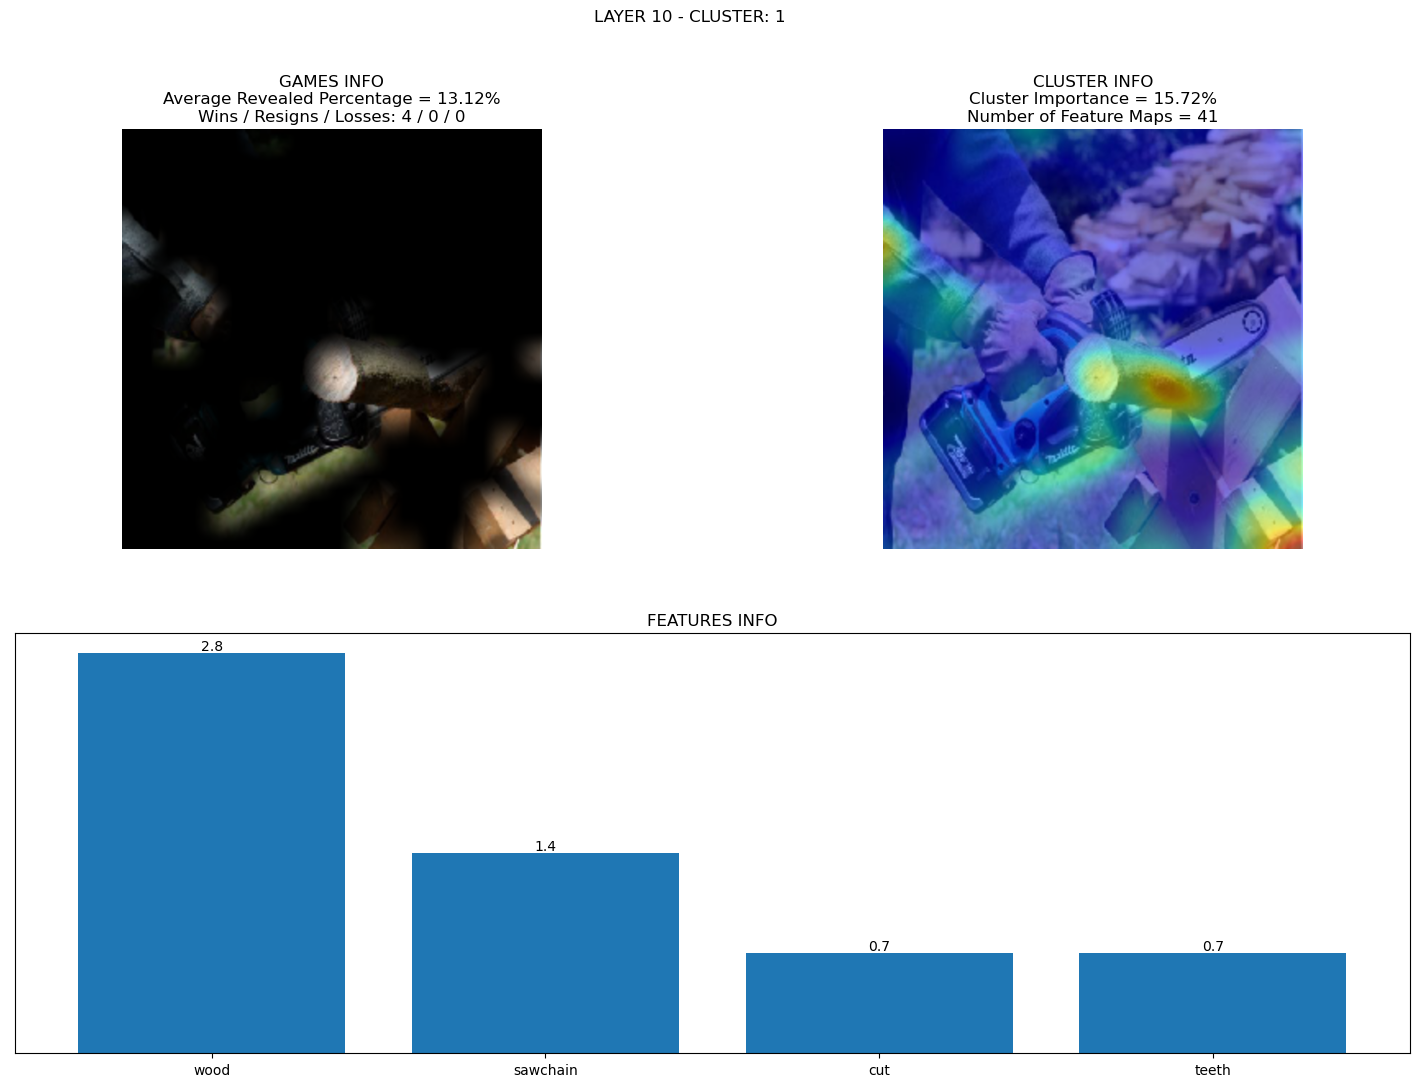 LAYER 10 - CLUSTER: 1
GAMES INFO
Average Revealed Percentage = 13.12%
Wins / Resigns / Losses: 4 / 0 / 0
CLUSTER INFO
Cluster Importance = 15.72%
Number of Feature Maps = 41
FEATURES INFO
2.8
1.4
0.7
0.7
wood
sawchain
cut
teeth